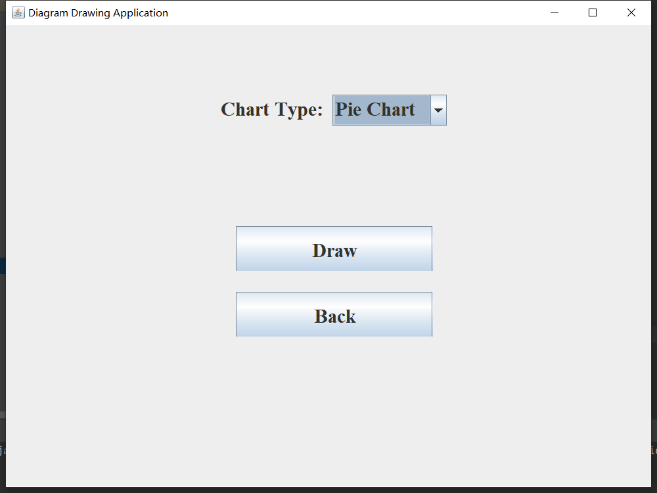 Diagram Drawing Application
Chart Type: Pie Chart
Draw
Back